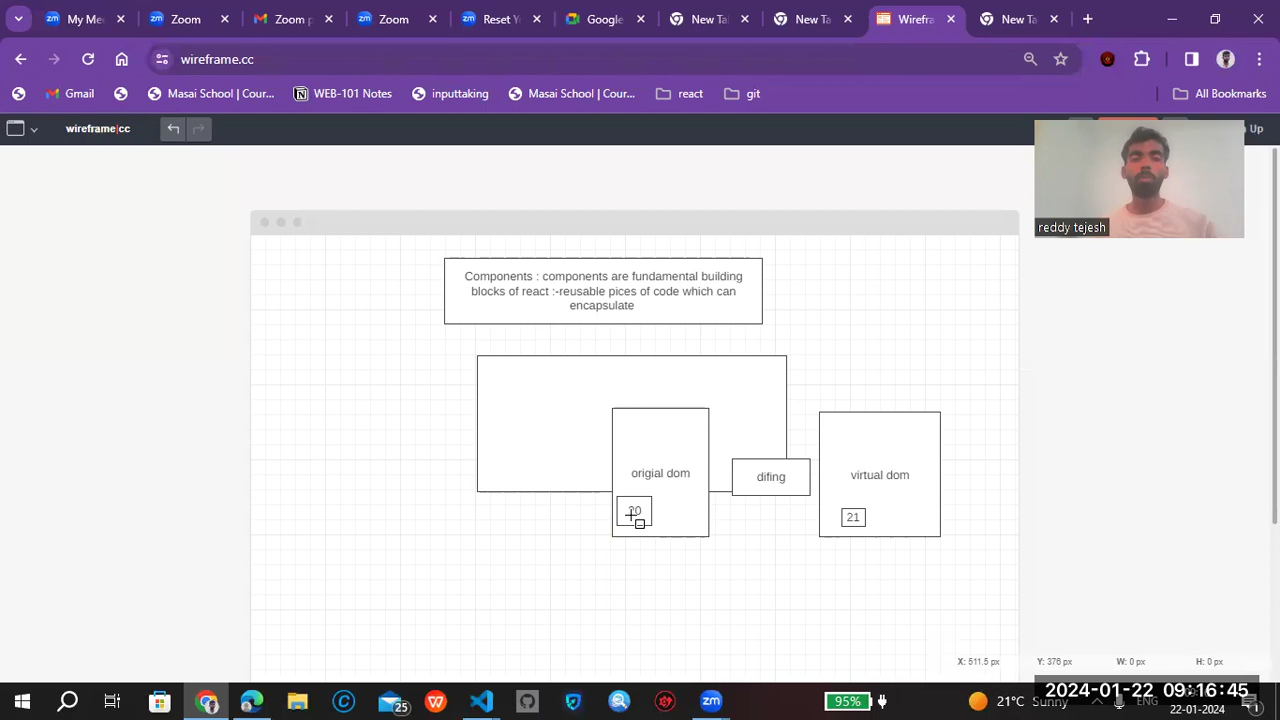 My Me
Zoom
Zoom p
Zoom
Reset Y
Google
New Tal
New Ta
Wirefra
New Ta
wireframe.cc
Gmail
Masai School | Cour...
WEB-101 Notes
inputtaking
Masai School | Cour...
react
git
All Bookmarks
wireframe|cc
Up
reddy tejesh
Components : components are fundamental building
blocks of react :-reusable pices of code which can
encapsulate
origial dom
difing
virtual dom
20
21
X: 511.5 px
Y: 376 px
W: 0 px
H: 0 px
25
95%
21°C Sunny
ENG
2024-01-22 09:16:45
22-01-2024